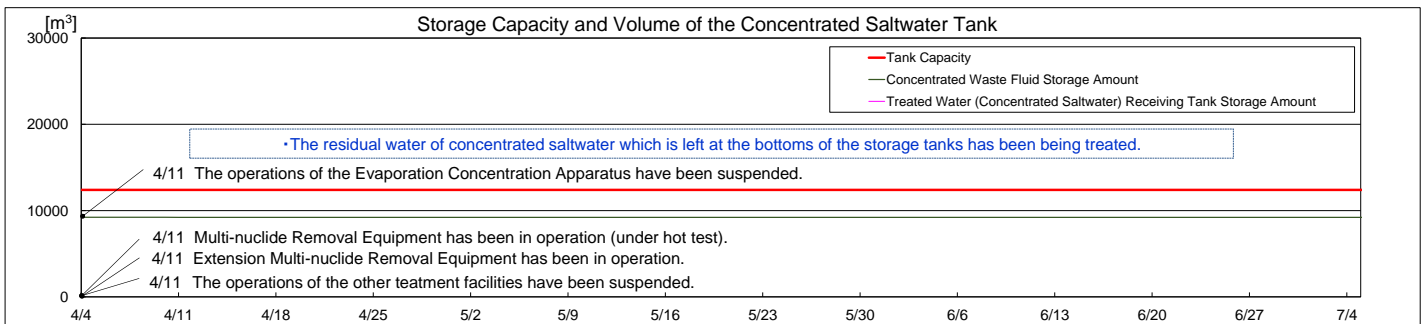 Storage Capacity and Volume of the Concentrated Saltwater Tank
[m³]
30000
Tank Capacity
Concentrated Waste Fluid Storage Amount
Treated Water (Concentrated Saltwater) Receiving Tank Storage Amount
20000
・The residual water of concentrated saltwater which is left at the bottoms of the storage tanks has been being treated.
4/11 The operations of the Evaporation Concentration Apparatus have been suspended.
10000
4/11 Multi-nuclide Removal Equipment has been in operation (under hot test).
4/11 Extension Multi-nuclide Removal Equipment has been in operation.
4/11 The operations of the other teatment facilities have been suspended.
0
4/4 4/11 4/18 4/25 5/2 5/9 5/16 5/23 5/30 6/6 6/13 6/20 6/27 7/4